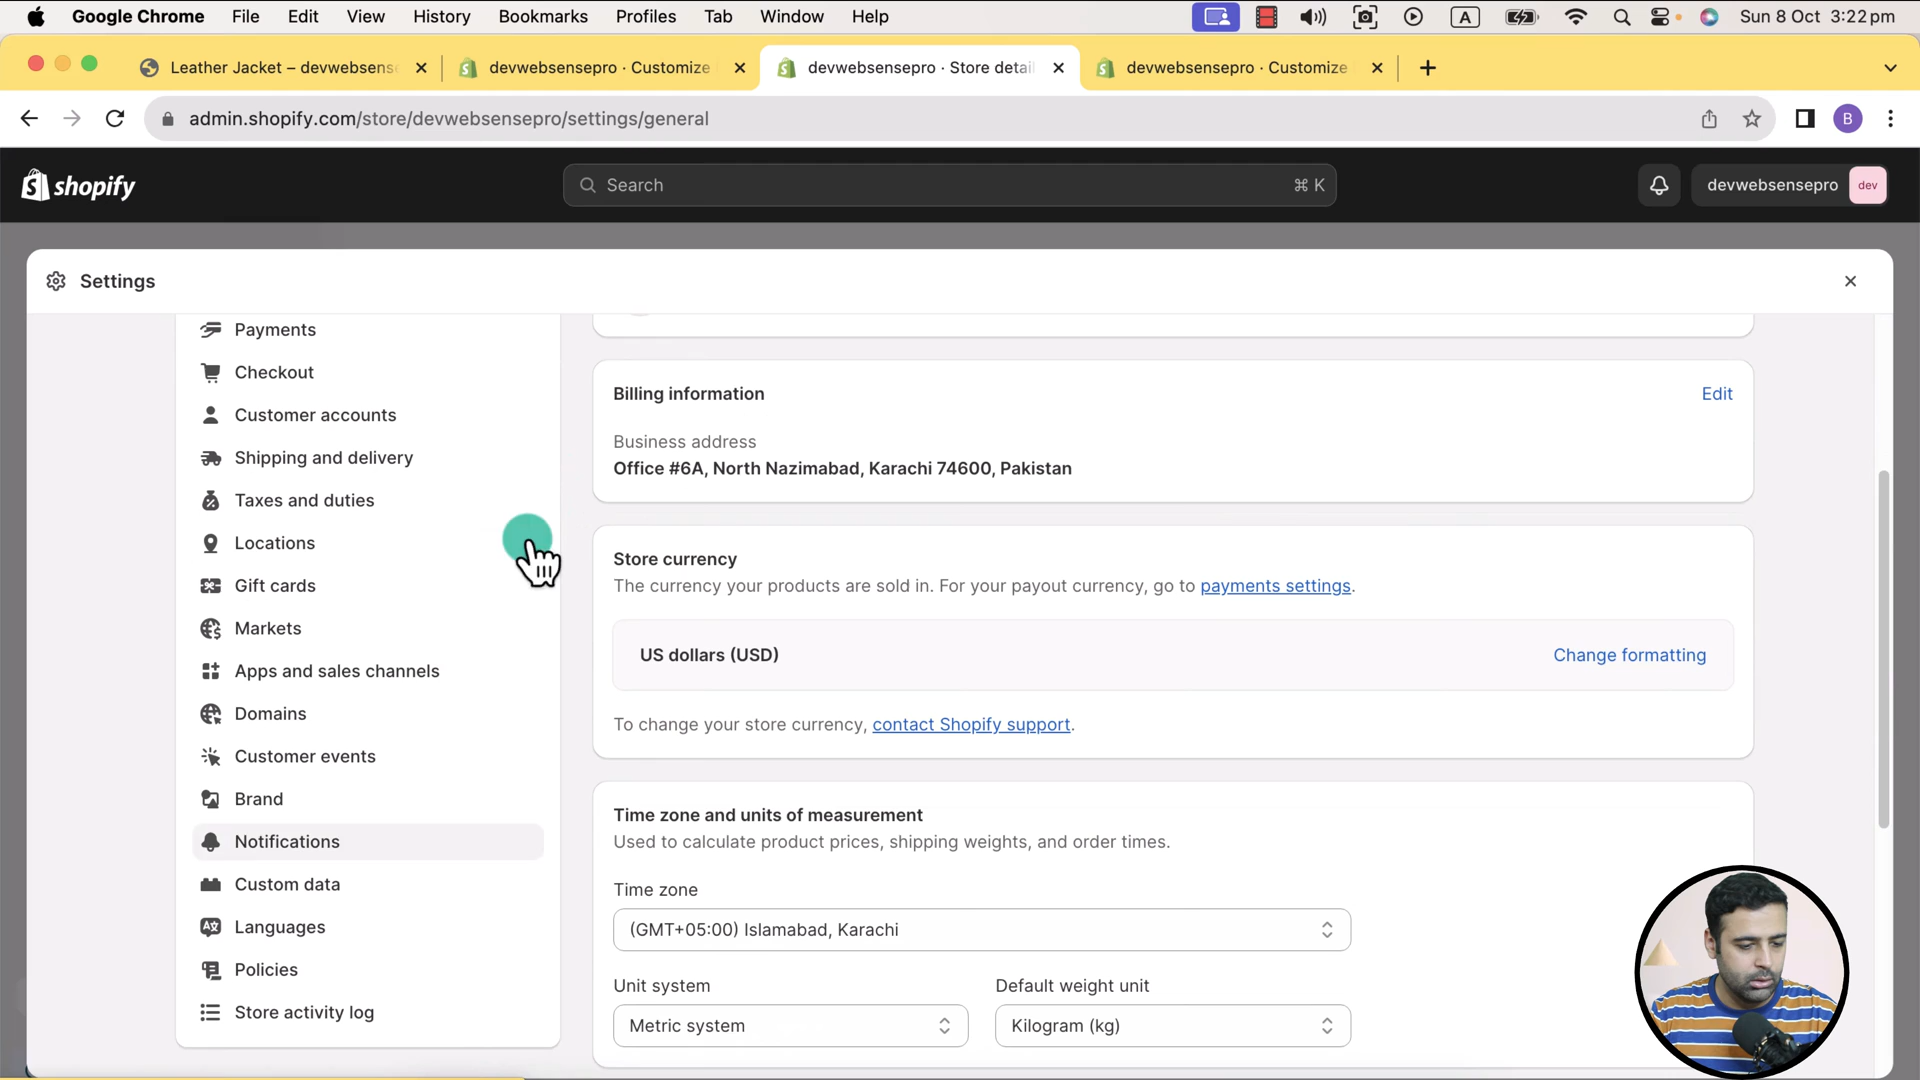 Google Chrome File Edit View History Bookmarks Profiles Tab Window Help A Sun 8 Oct 3:22 pm
Leather Jacket – devwebsense devwebsensepro · Customize devwebsensepro · Store detai devwebsensepro · Customize
admin.shopify.com/store/devwebsensepro/settings/general B
shopify Search ⌘ K devwebsensepro dev
Settings
Payments
Checkout
Customer accounts
Shipping and delivery
Taxes and duties
Locations
Gift cards
Markets
Apps and sales channels
Domains
Customer events
Brand
Notifications
Custom data
Languages
Policies
Store activity log
Billing information Edit
Business address
Office #6A, North Nazimabad, Karachi 74600, Pakistan
Store currency
The currency your products are sold in. For your payout currency, go to payments settings.
US dollars (USD) Change formatting
To change your store currency, contact Shopify support.
Time zone and units of measurement
Used to calculate product prices, shipping weights, and order times.
Time zone
(GMT+05:00) Islamabad, Karachi
Unit system Default weight unit
Metric system Kilogram (kg)